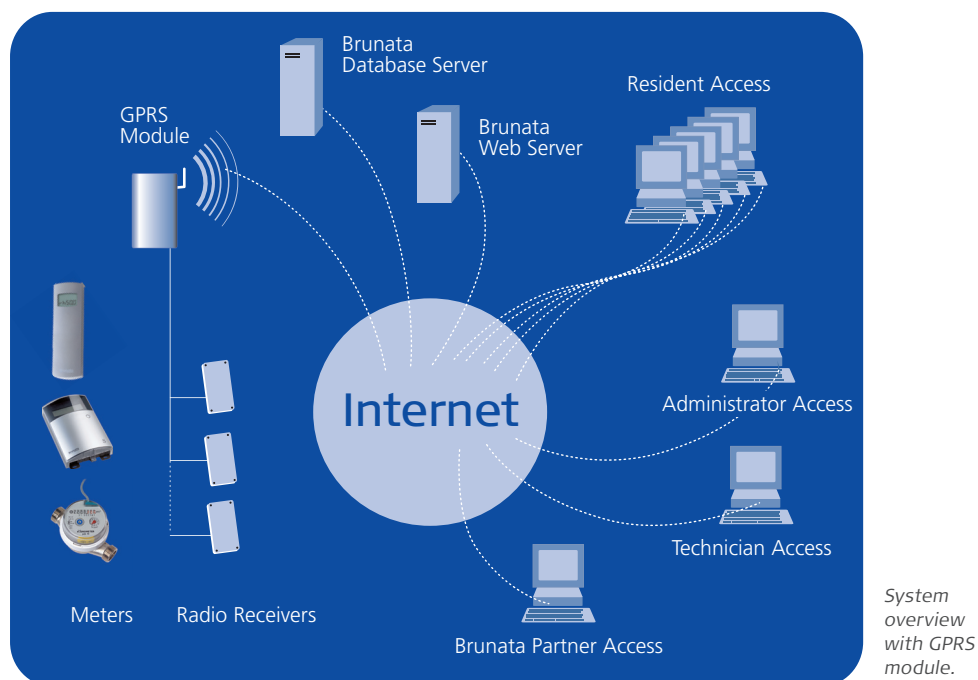 Brunata
Database Server
GPRS
Module
Brunata
Web Server
Resident Access
Internet
Administrator Access
Technician Access
Brunata Partner Access
Meters
Radio Receivers
System
overview
with GPRS
module.